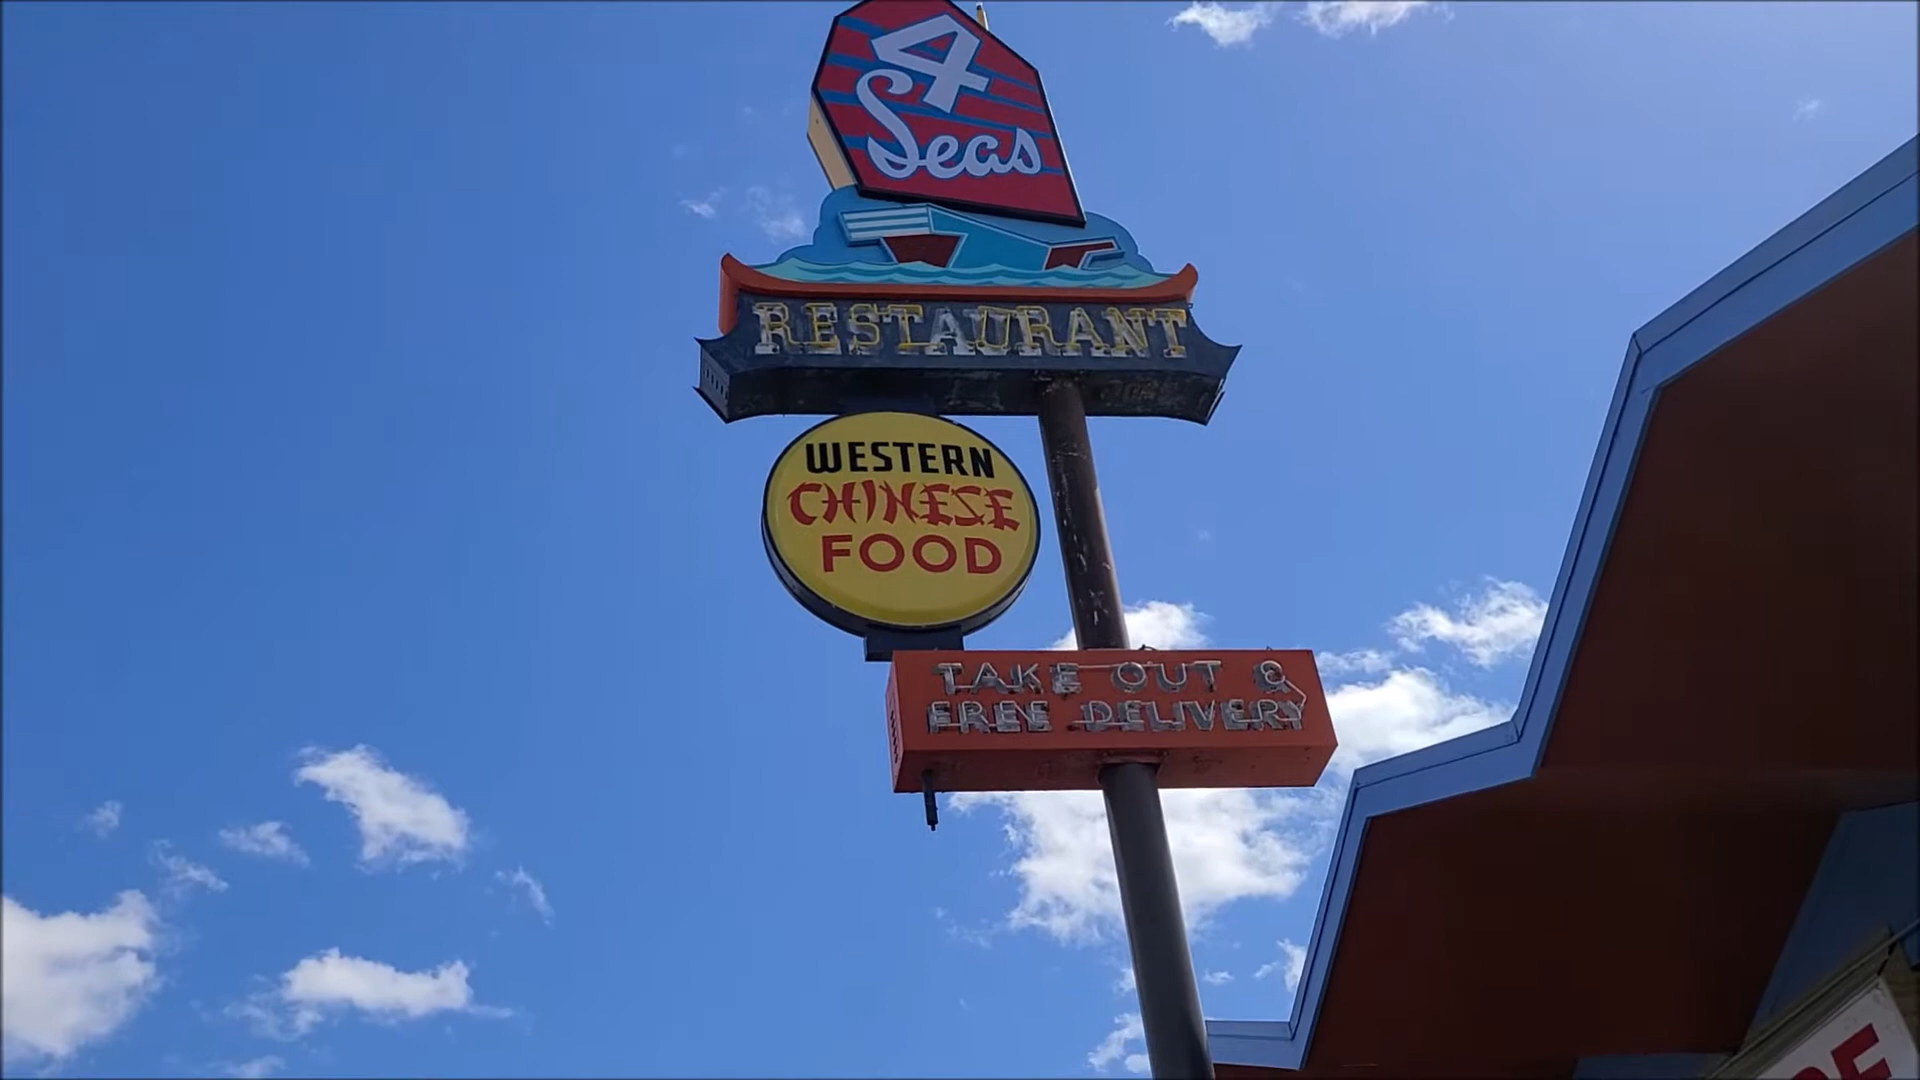 4
Seas
RESTAURANT
WESTERN
CHINESE
FOOD
TAKE OUT &
FREE DELIVERY